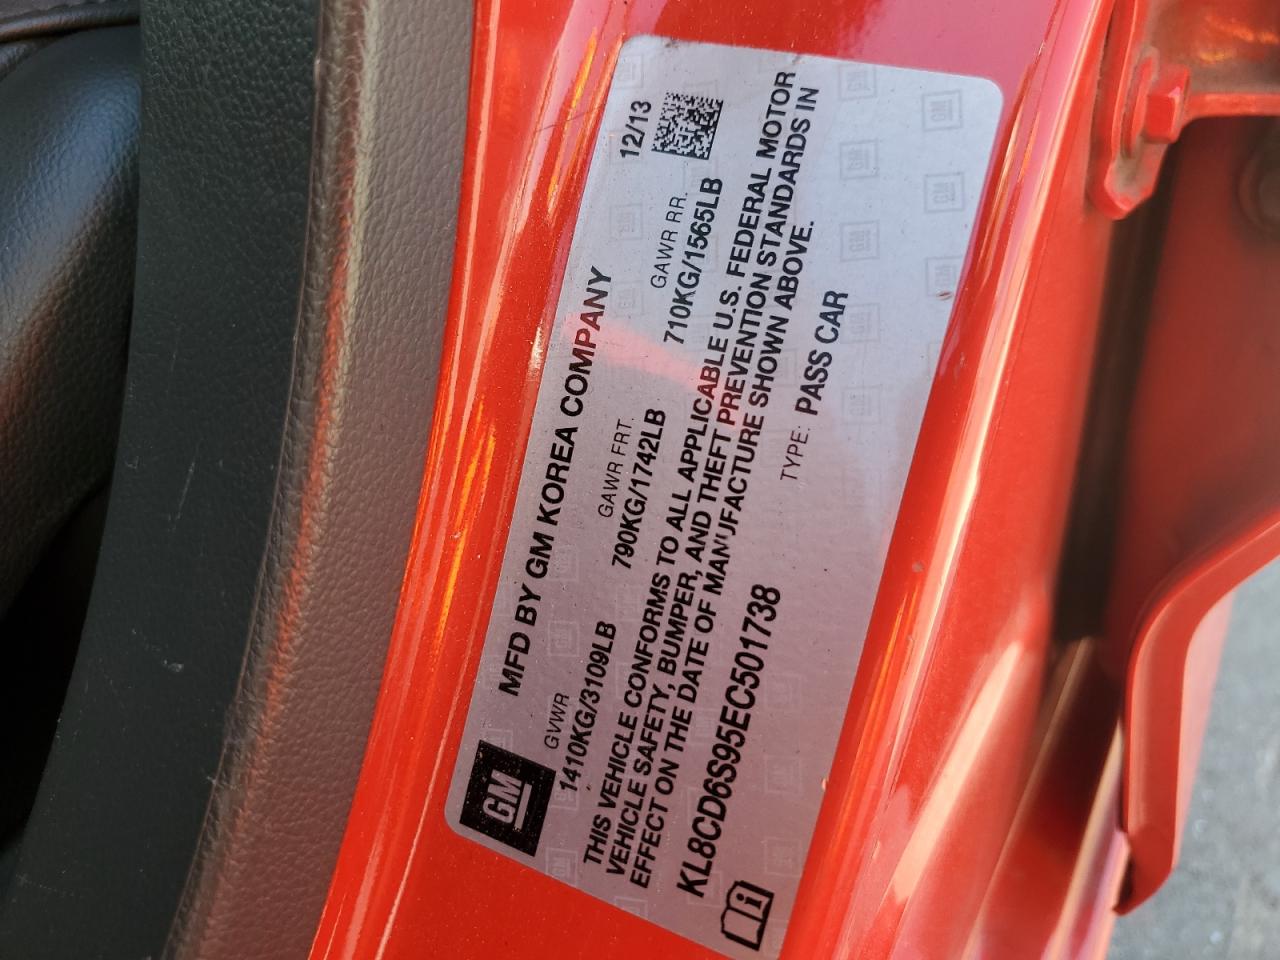 GM
MFD BY GM KOREA COMPANY 12/13
GVWR GAWR FRT. GAWR RR.
1410KG/3109LB 790KG/1742LB 710KG/1565LB
THIS VEHICLE CONFORMS TO ALL APPLICABLE U.S. FEDERAL MOTOR
VEHICLE SAFETY, BUMPER, AND THEFT PREVENTION STANDARDS IN
EFFECT ON THE DATE OF MANUFACTURE SHOWN ABOVE.
KL8CD6S95EC501738 TYPE: PASS CAR
i